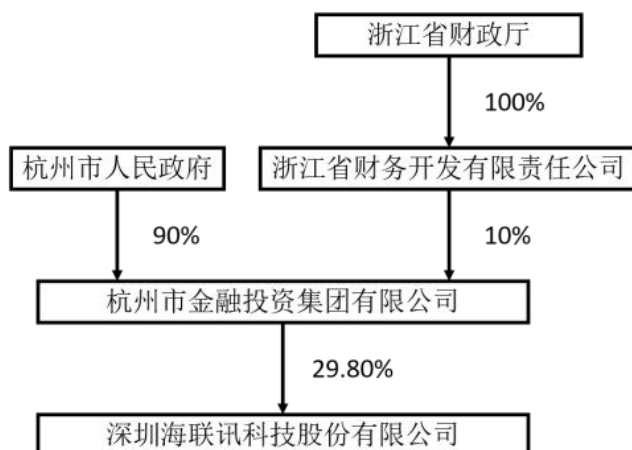 浙江省财政厅
100%
杭州市人民政府
浙江省财务开发有限责任公司
90%
10%
杭州市金融投资集团有限公司
29.80%
深圳海联讯科技股份有限公司